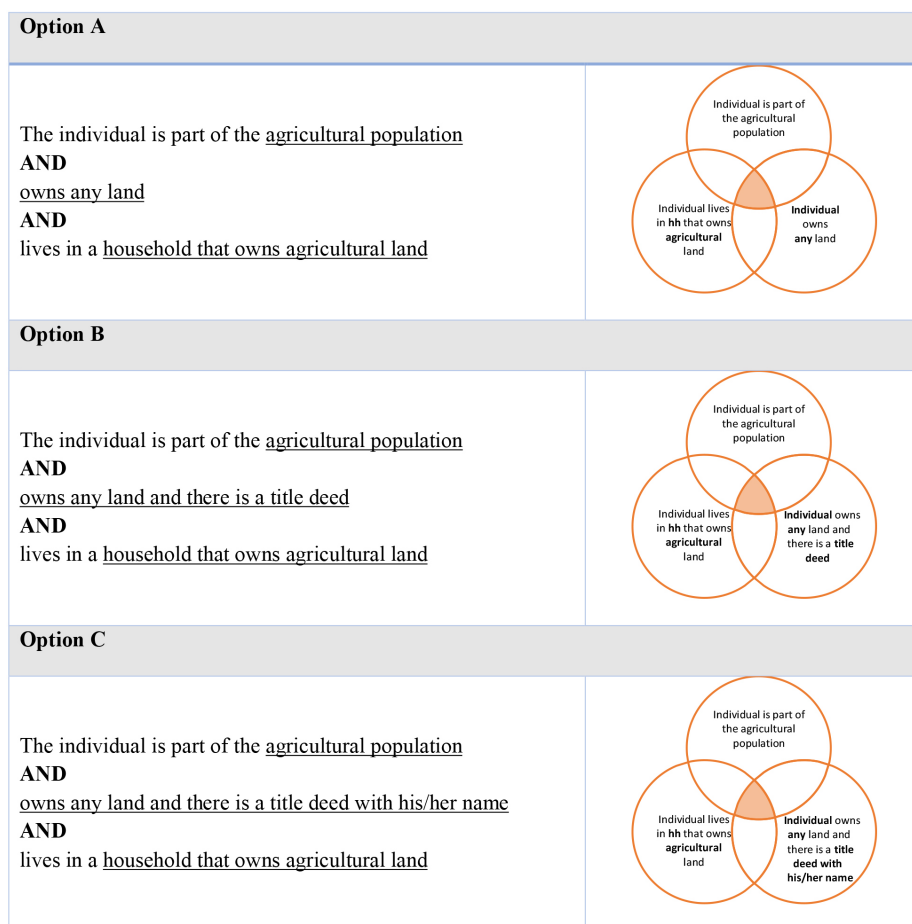 Option A
The individual is part of the agricultural population
AND
owns any land
AND
lives in a household that owns agricultural land
Individual is part of
the agricultural
population
Individual lives
in hh that owns
agricultural
land
Individual
owns
any land
Option B
The individual is part of the agricultural population
AND
owns any land and there is a title deed
AND
lives in a household that owns agricultural land
Individual is part of
the agricultural
population
Individual lives
in hh that owns
agricultural
land
Individual owns
any land and
there is a title
deed
Option C
The individual is part of the agricultural population
AND
owns any land and there is a title deed with his/her name
AND
lives in a household that owns agricultural land
Individual is part of
the agricultural
population
Individual lives
in hh that owns
agricultural
land
Individual owns
any land and
there is a title
deed with
his/her name